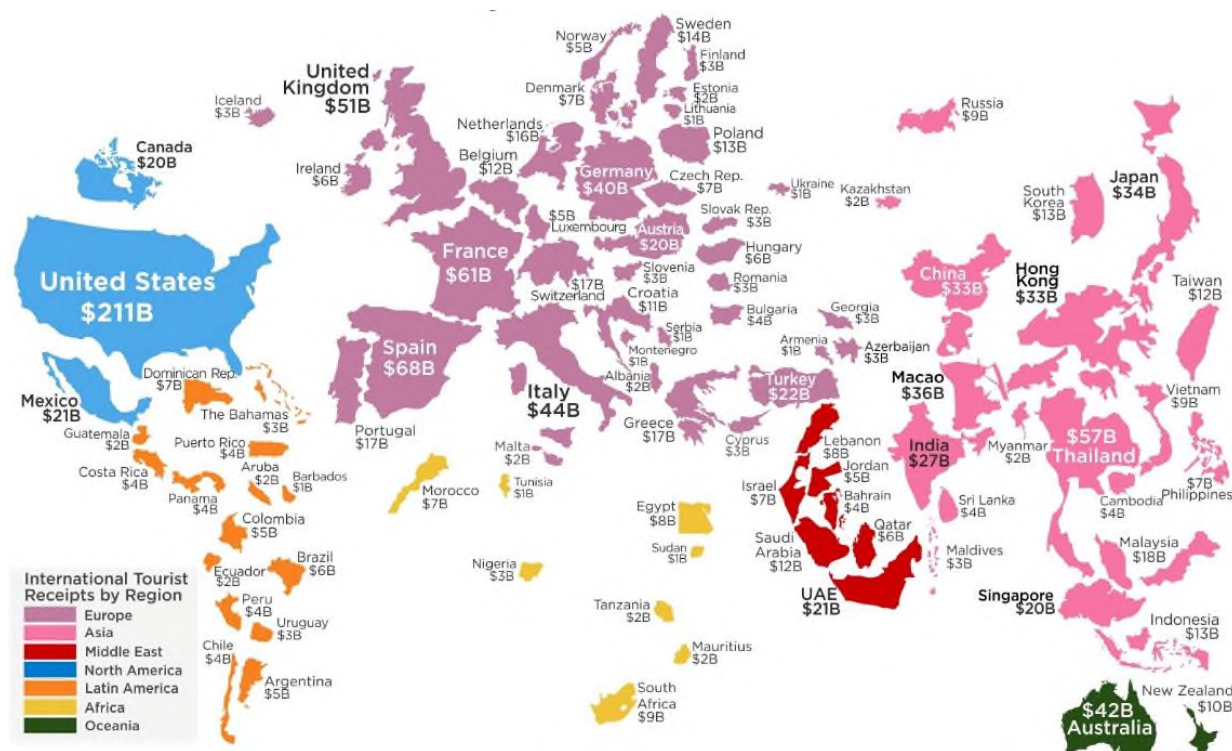 Norway
$5B
Sweden
$14B
Finland
$3B
Denmark
$7B
Estonia
$2B
Lithuania
$1B
Iceland
$3B
United
Kingdom
$51B
Netherlands
$16B
Belgium
$12B
Ireland
$6B
Poland
$13B
Germany
$40B
Czech Rep.
$7B
$5B
Luxembourg
Austria
$20B
Slovak Rep.
$3B
Hungary
$6B
France
$61B
$17B
Switzerland
Slovenia
$3B
Romania
$3B
Croatia
$11B
Bulgaria
$4B
Serbia
$1B
Montenegro
$1B
Albania
$2B
Spain
$68B
Portugal
$17B
Italy
$44B
Malta
$2B
Greece
$17B
Turkey
$22B
Cyprus
$3B
Ukraine
$1B
Kazakhstan
$2B
Georgia
$3B
Armenia
$1B
Azerbaijan
$3B
Russia
$9B
South
Korea
$13B
Japan
$34B
China
$33B
Hong
Kong
$33B
Taiwan
$12B
Macao
$36B
India
$27B
Myanmar
$2B
$57B
Thailand
Vietnam
$9B
$7B
Philippines
Cambodia
$4B
Sri Lanka
$4B
Maldives
$3B
Malaysia
$18B
Singapore
$20B
Indonesia
$13B
Lebanon
$8B
Jordan
$5B
Israel
$7B
Bahrain
$4B
Qatar
$6B
Saudi
Arabia
$12B
UAE
$21B
Canada
$20B
United States
$211B
Mexico
$21B
Dominican Rep.
$7B
The Bahamas
$3B
Guatemala
$2B
Puerto Rico
$4B
Costa Rica
$4B
Aruba
$2B
Barbados
$1B
Panama
$4B
Colombia
$5B
Ecuador
$2B
Brazil
$6B
Peru
$4B
Uruguay
$3B
Chile
$4B
Argentina
$5B
Morocco
$7B
Tunisia
$1B
Egypt
$8B
Sudan
$1B
Nigeria
$3B
Tanzania
$2B
Mauritius
$2B
South
Africa
$9B
$42B
Australia
New Zealand
$10B
International Tourist
Receipts by Region
Europe
Asia
Middle East
North America
Latin America
Africa
Oceania